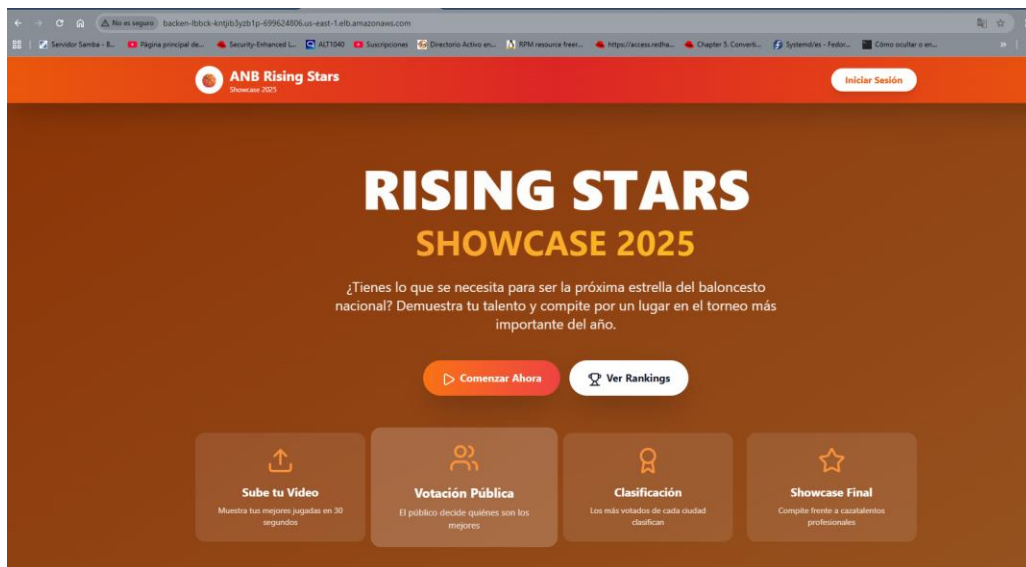 No es seguro
backen-lbbck-kntjib3yzb1p-699624806.us-east-1.elb.amazonaws.com
Servidor Samba - B...
Página principal de...
Security-Enhanced L...
ALT1040
Suscripciones
Directorio Activo en...
RPM resource freer...
https://access.redha...
Chapter 5. Converti...
Systemd/es - Fedor...
Cómo ocultar o en...
ANB Rising Stars
Showcase 2025
Iniciar Sesión
RISING STARS
SHOWCASE 2025
¿Tienes lo que se necesita para ser la próxima estrella del baloncesto
nacional? Demuestra tu talento y compite por un lugar en el torneo más
importante del año.
Comenzar Ahora
Ver Rankings
Sube tu Video
Muestra tus mejores jugadas en 30
segundos
Votación Pública
El público decide quiénes son los
mejores
Clasificación
Los más votados de cada ciudad
clasifican
Showcase Final
Compite frente a cazatalentos
profesionales